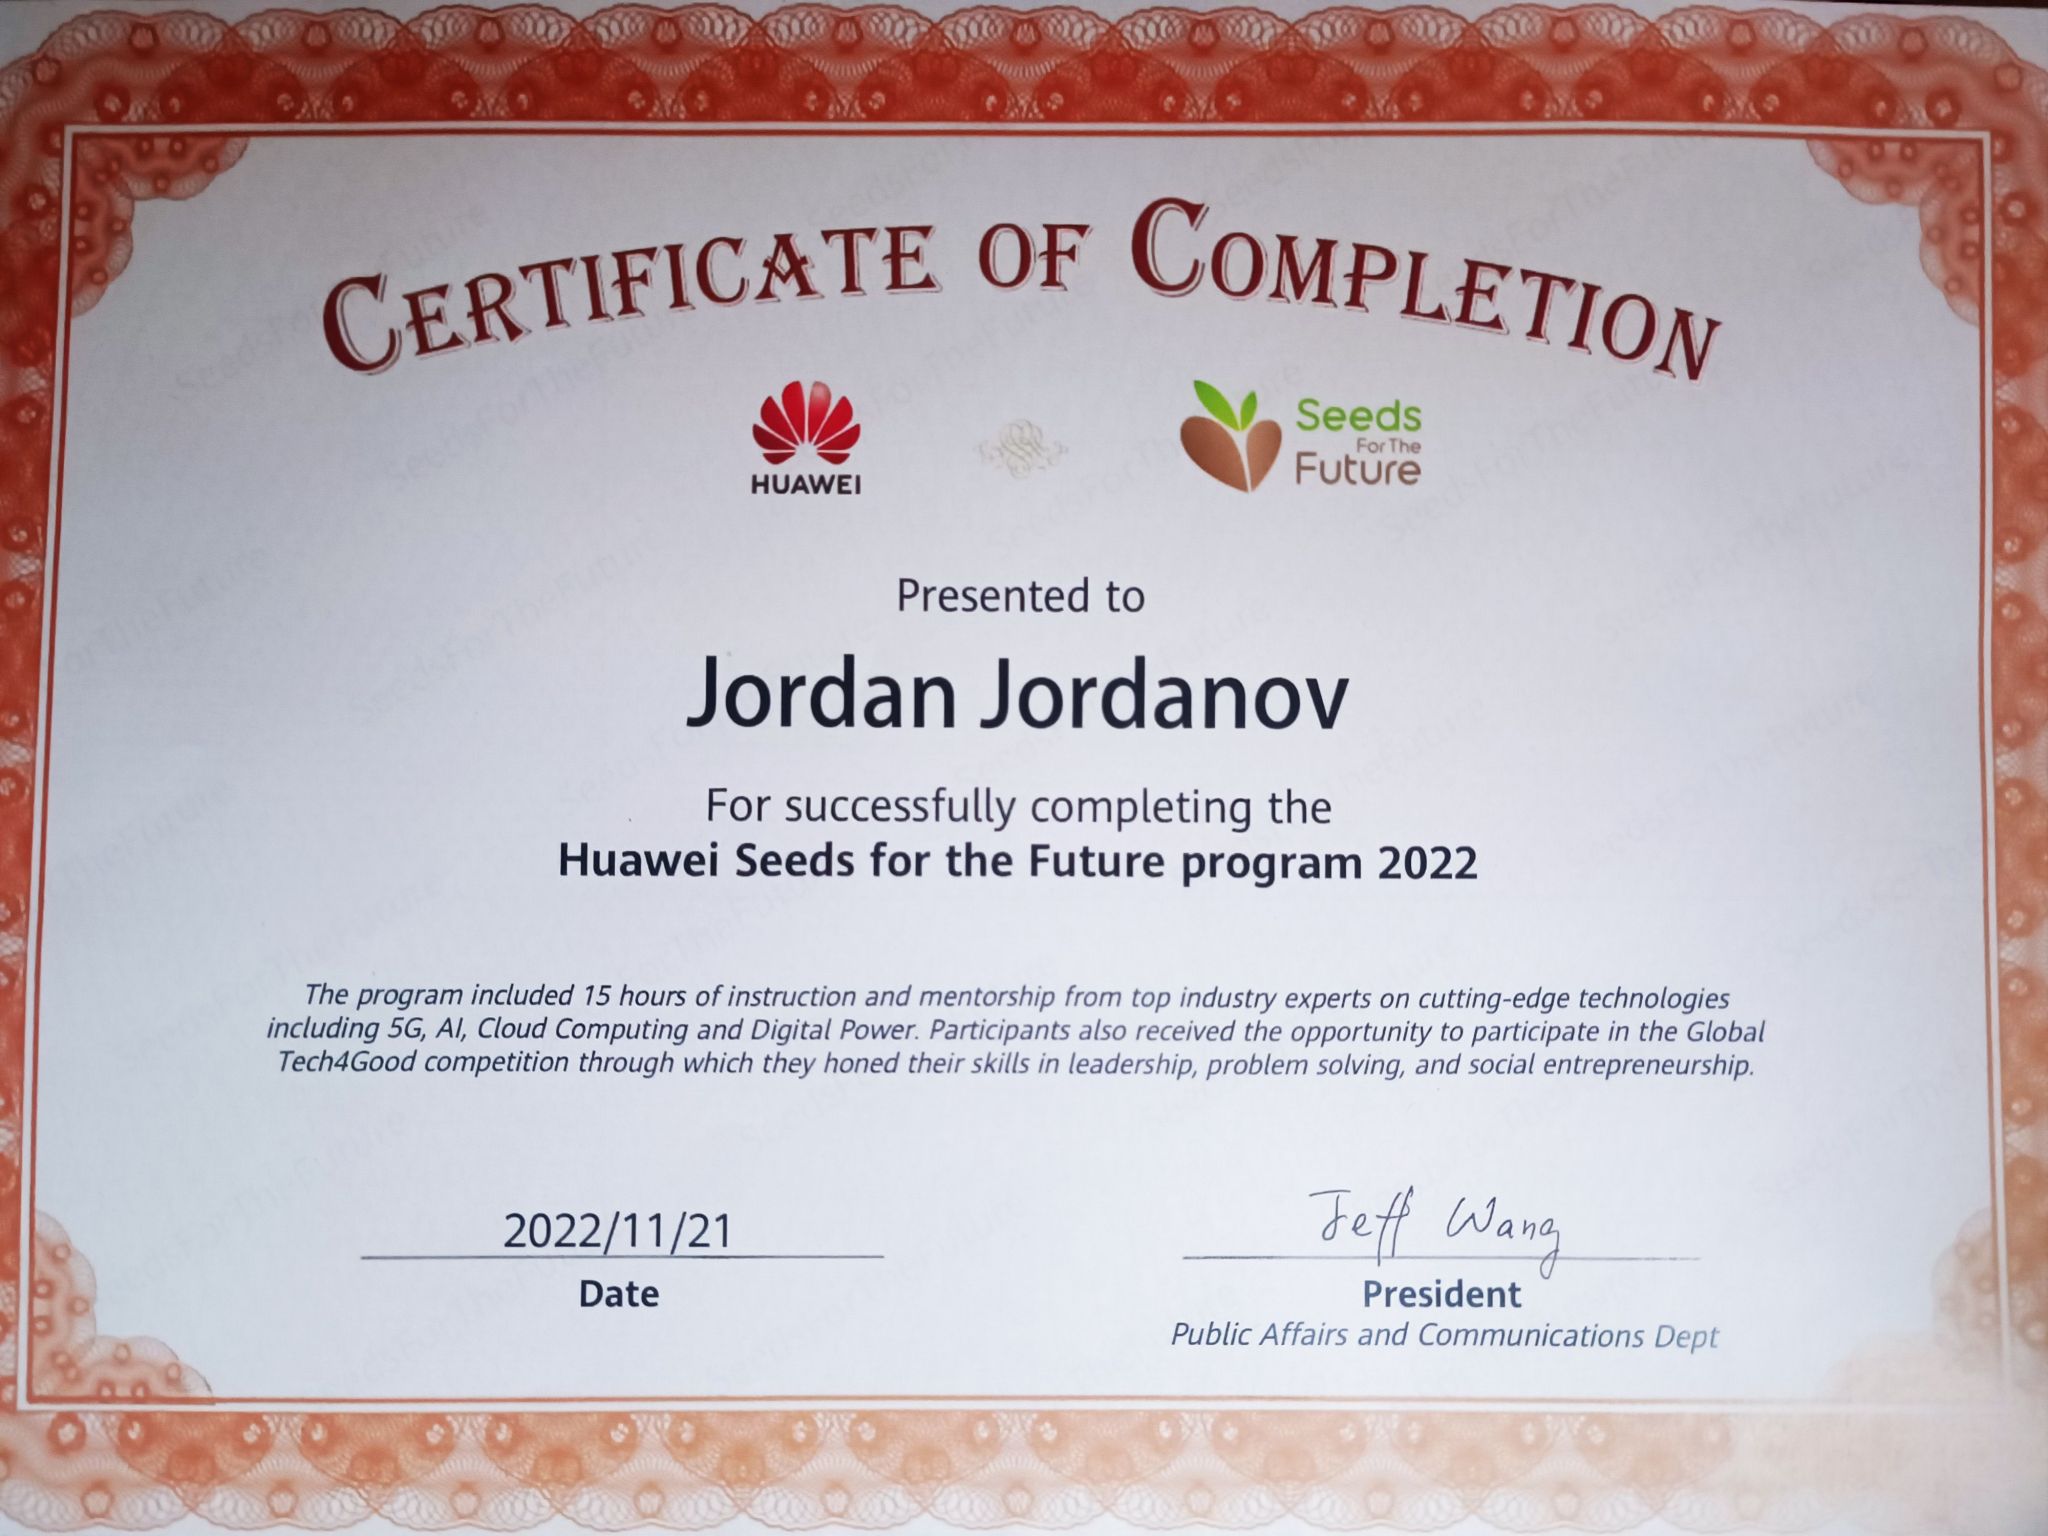 CERTIFICATE OF COMPLETION
HUAWEI
Seeds
For The
Future
Presented to
Jordan Jordanov
For successfully completing the
Huawei Seeds for the Future program 2022
The program included 15 hours of instruction and mentorship from top industry experts on cutting-edge technologies
including 5G, AI, Cloud Computing and Digital Power. Participants also received the opportunity to participate in the Global
Tech4Good competition through which they honed their skills in leadership, problem solving, and social entrepreneurship.
2022/11/21
Date
Jeff Wang
President
Public Affairs and Communications Dept